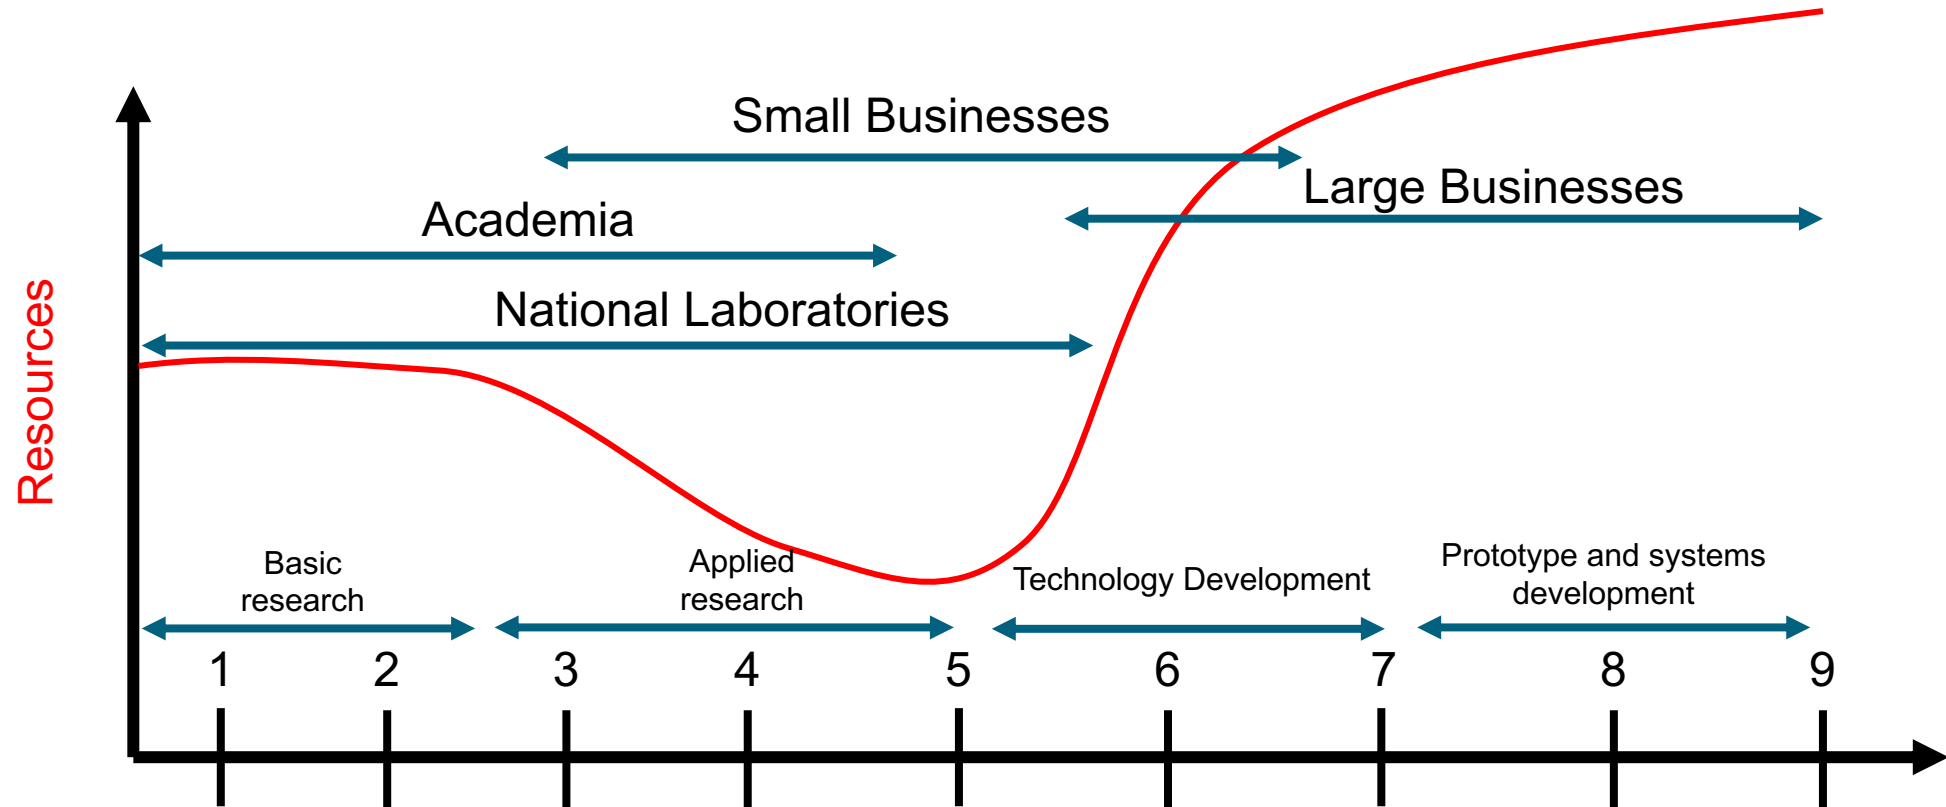 Small Businesses
Large Businesses
Academia
National Laboratories
Resources
Basic
research
Applied
research
Technology Development
Prototype and systems
development
1 2 3 4 5 6 7 8 9